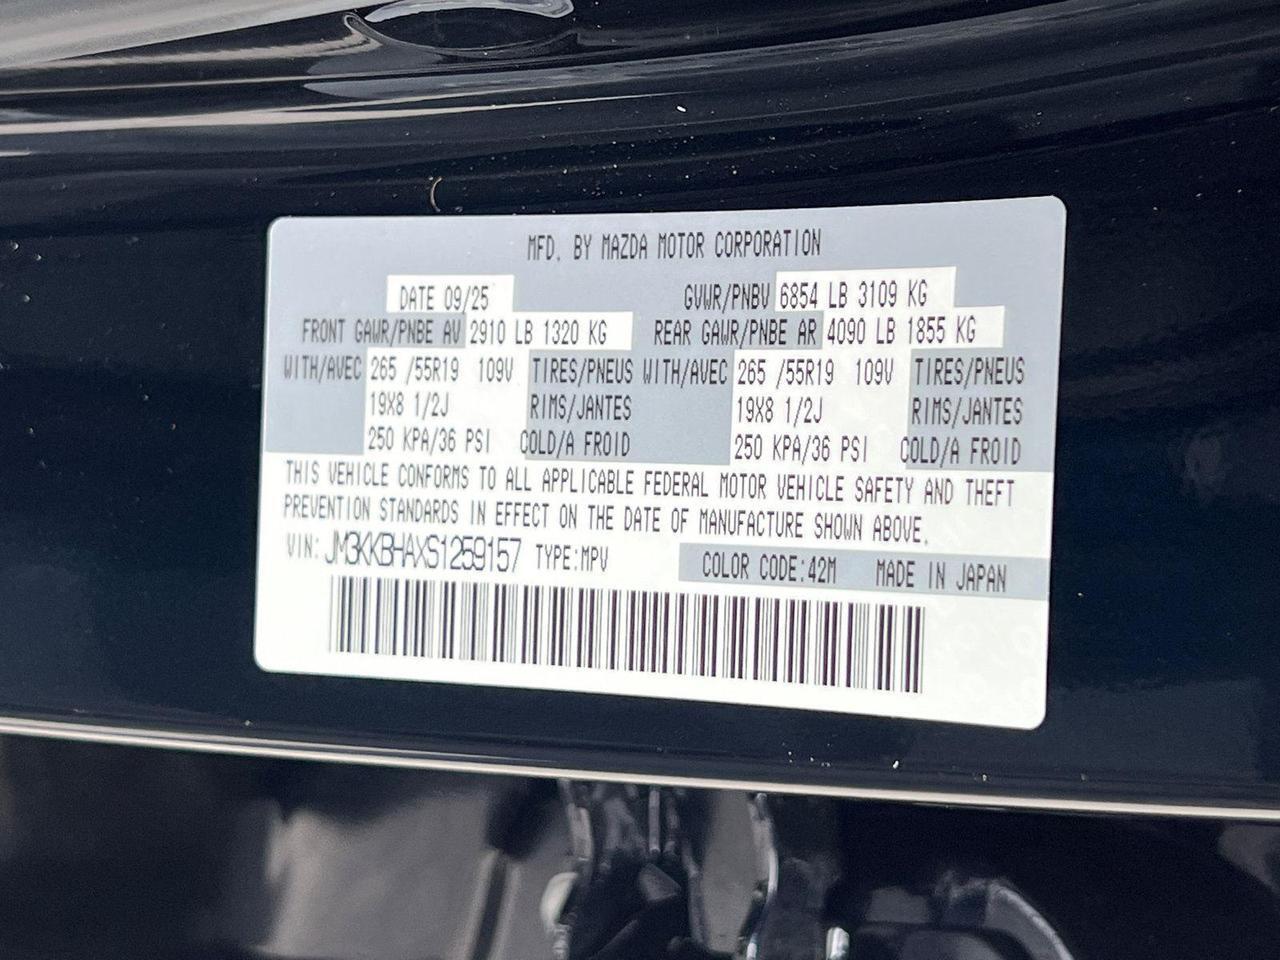 MFD. BY MAZDA MOTOR CORPORATION
DATE 09/25 GVWR/PNBV 6854 LB 3109 KG
FRONT GAWR/PNBE AV 2910 LB 1320 KG REAR GAWR/PNBE AR 4090 LB 1855 KG
WITH/AVEC 265 /55R19 109V TIRES/PNEUS WITH/AVEC 265 /55R19 109V TIRES/PNEUS
19X8 1/2J RIMS/JANTES 19X8 1/2J RIMS/JANTES
250 KPA/36 PSI COLD/A FROID 250 KPA/36 PSI COLD/A FROID
THIS VEHICLE CONFORMS TO ALL APPLICABLE FEDERAL MOTOR VEHICLE SAFETY AND THEFT
PREVENTION STANDARDS IN EFFECT ON THE DATE OF MANUFACTURE SHOWN ABOVE.
VIN: JM3KKBHAXS1259157 TYPE:MPV COLOR CODE:42M MADE IN JAPAN